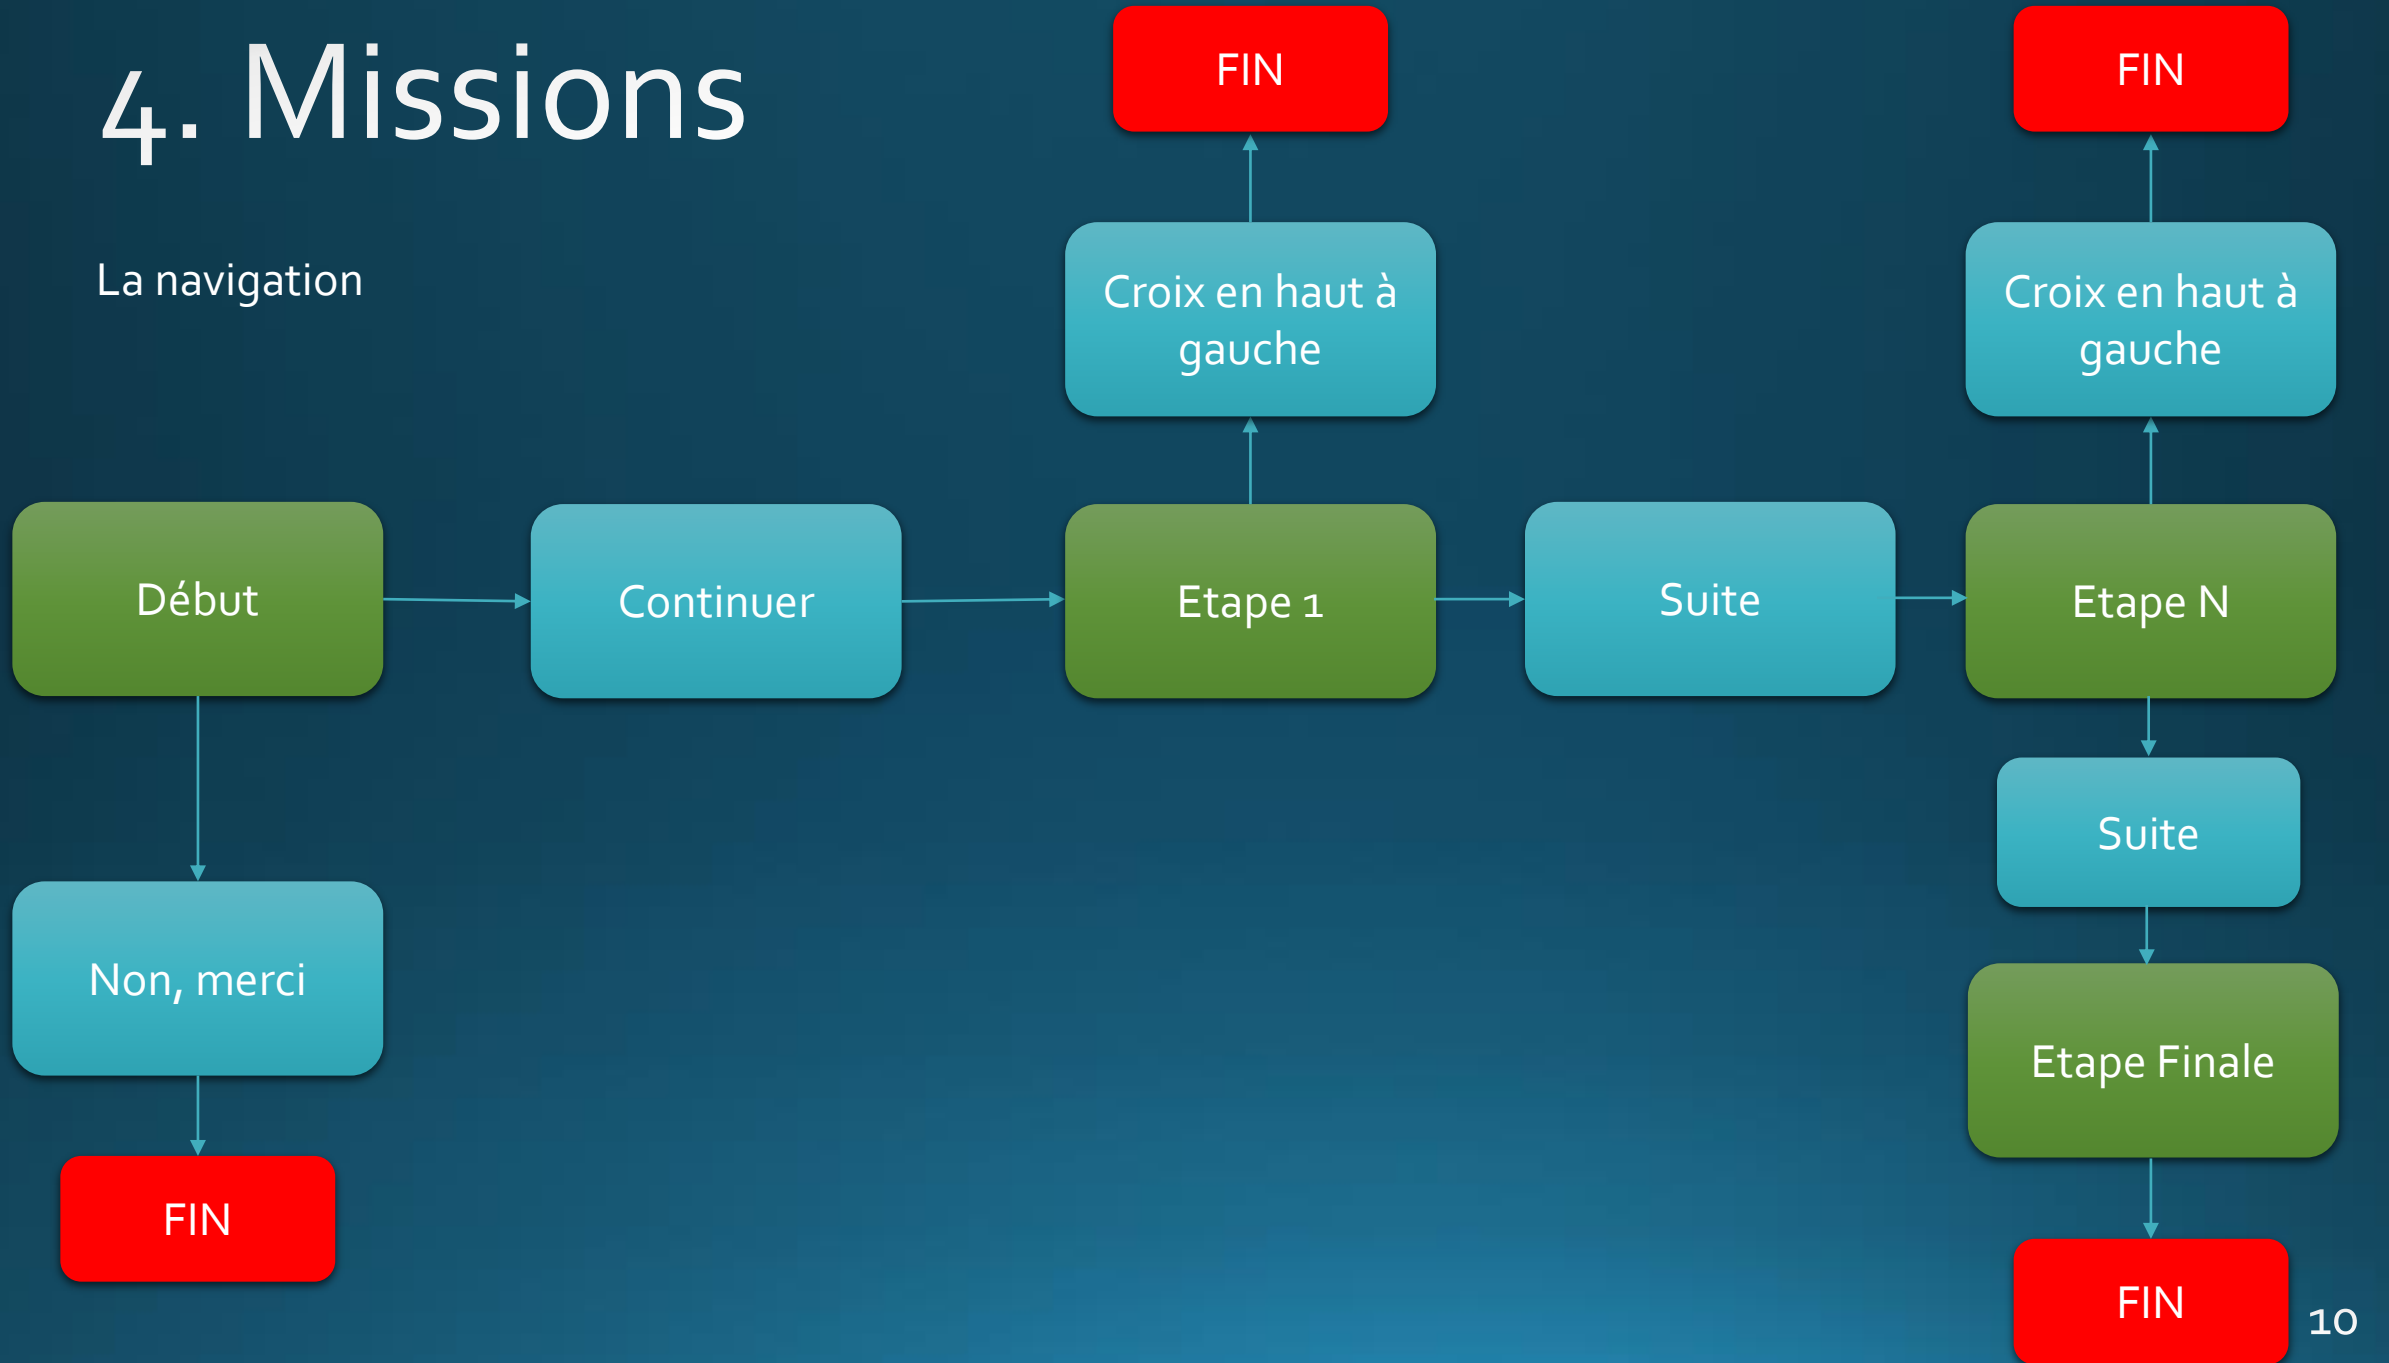 4. Missions
FIN
FIN
La navigation
Croix en haut à
gauche
Croix en haut à
gauche
Début
Continuer
Etape 1
Suite
Etape N
Suite
Non, merci
Etape Finale
FIN
FIN
10